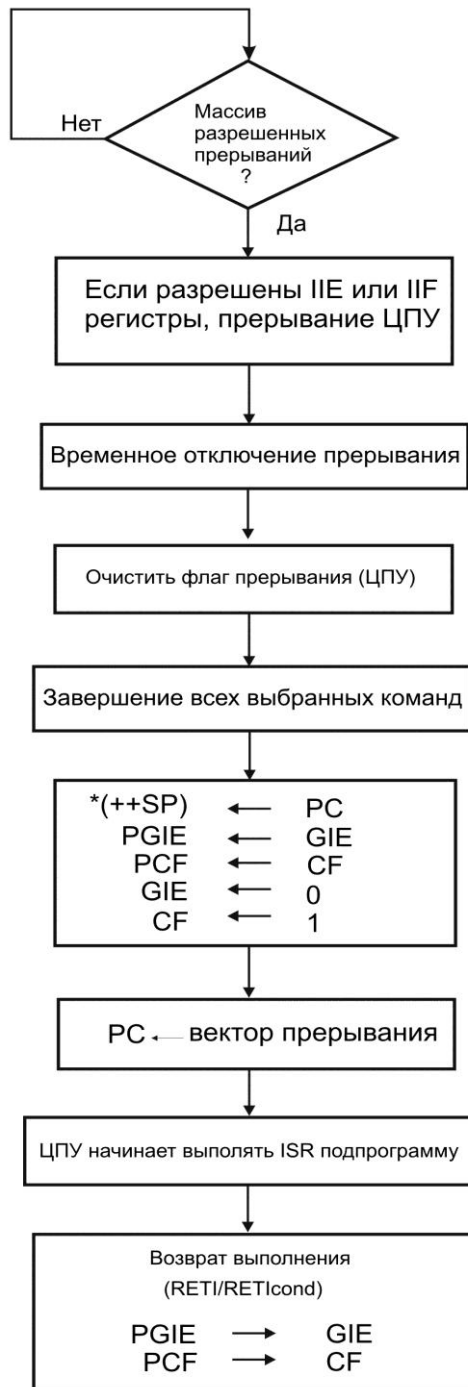 Нет
Массив
разрешенных
прерываний
?
Да
Если разрешены IIE или IIF
регистры, прерывание ЦПУ
Временное отключение прерывания
Очистить флаг прерывания (ЦПУ)
Завершение всех выбранных команд
*(++SP) ← PC
PGIE ← GIE
PCF ← CF
GIE ← 0
CF ← 1
PC ← вектор прерывания
ЦПУ начинает выполять ISR подпрограмму
Возврат выполнения
(RETI/RETIcond)
PGIE → GIE
PCF → CF